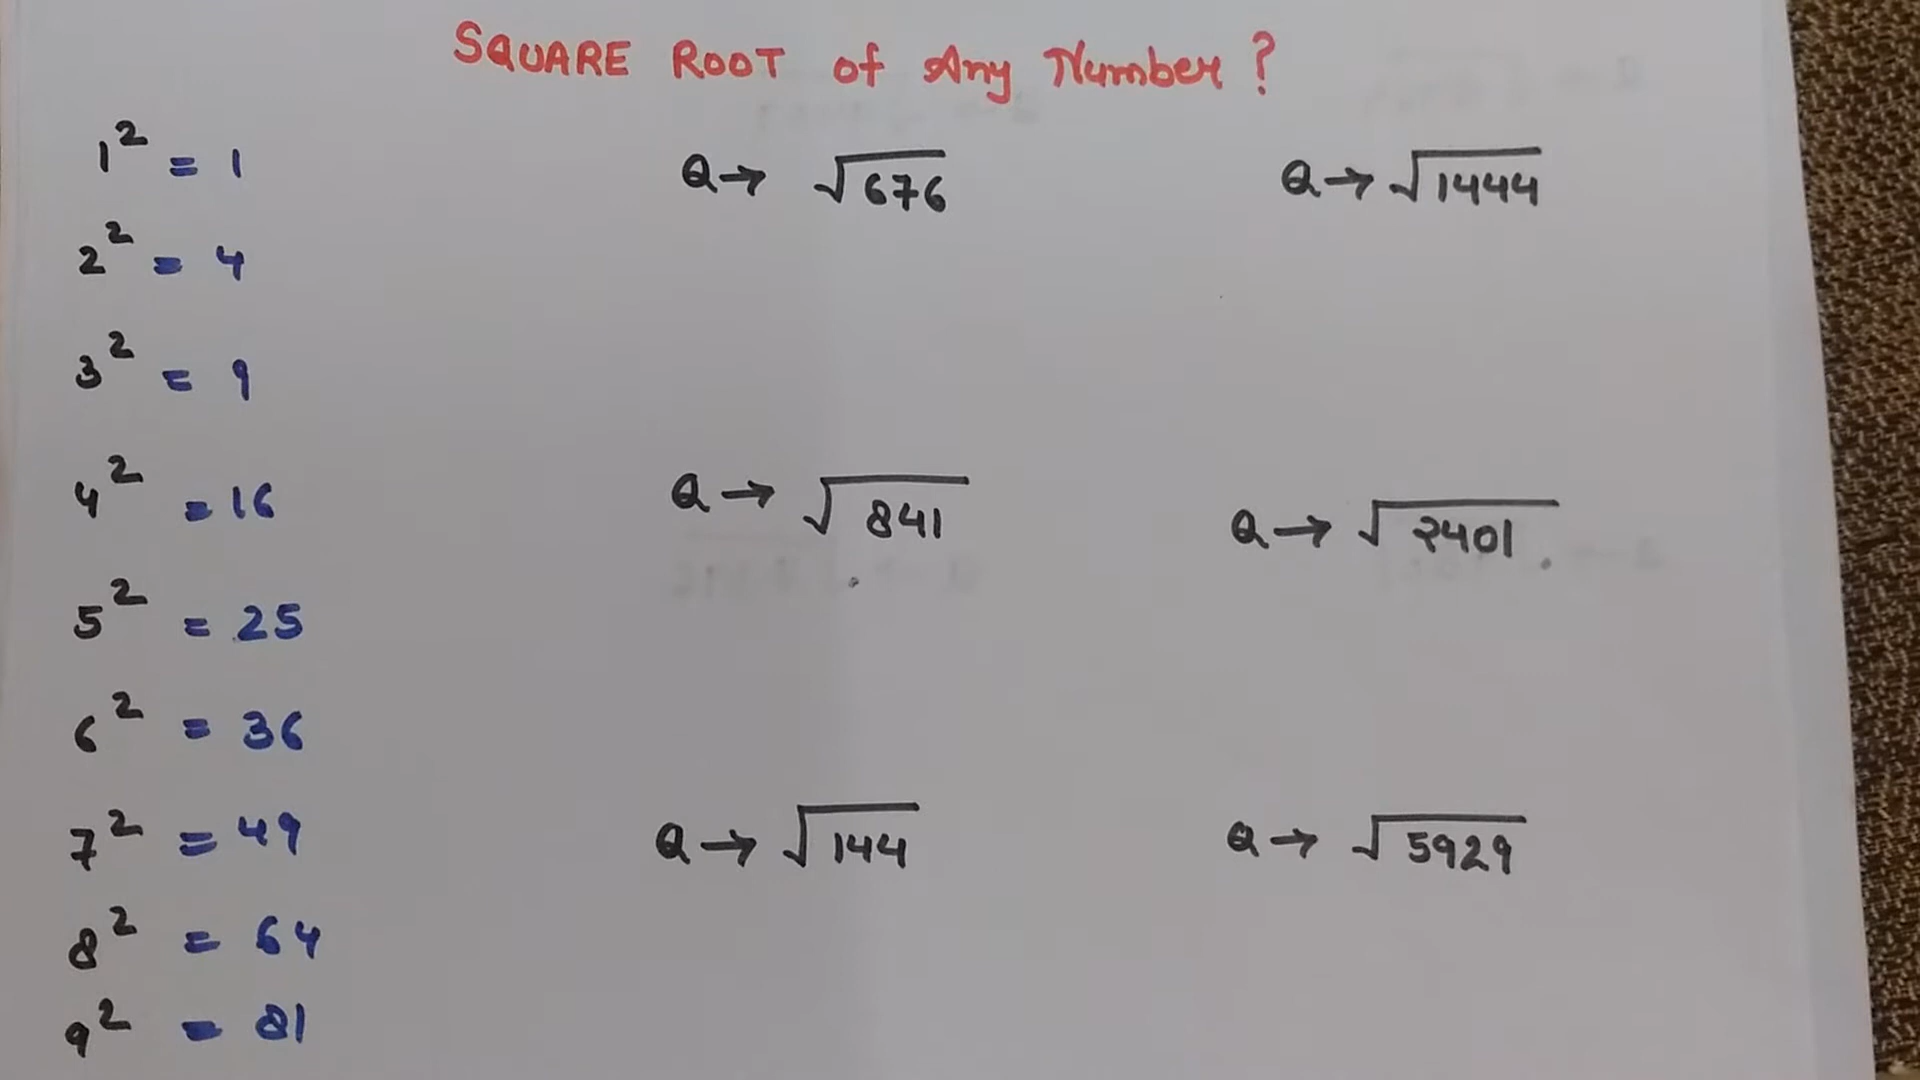 SQUARE ROOT of Any Number ?
1² = 1
2² = 4
3² = 9
4² = 16
5² = 25
6² = 36
7² = 49
8² = 64
9² = 81
Q→ √676
Q→ √841
Q→ √144
Q→ √1444
Q→ √2401
Q→ √5929